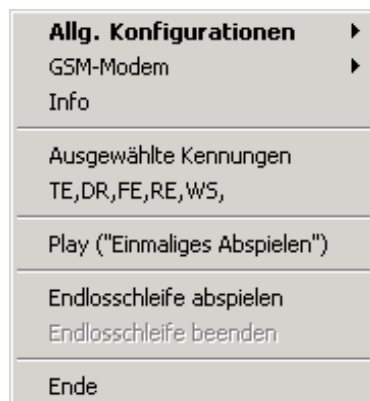 Allg. Konfigurationen
GSM-Modem
Info
Ausgewählte Kennungen
TE,DR,FE,RE,WS,
Play ("Einmaliges Abspielen")
Endlosschleife abspielen
Endlosschleife beenden
Ende